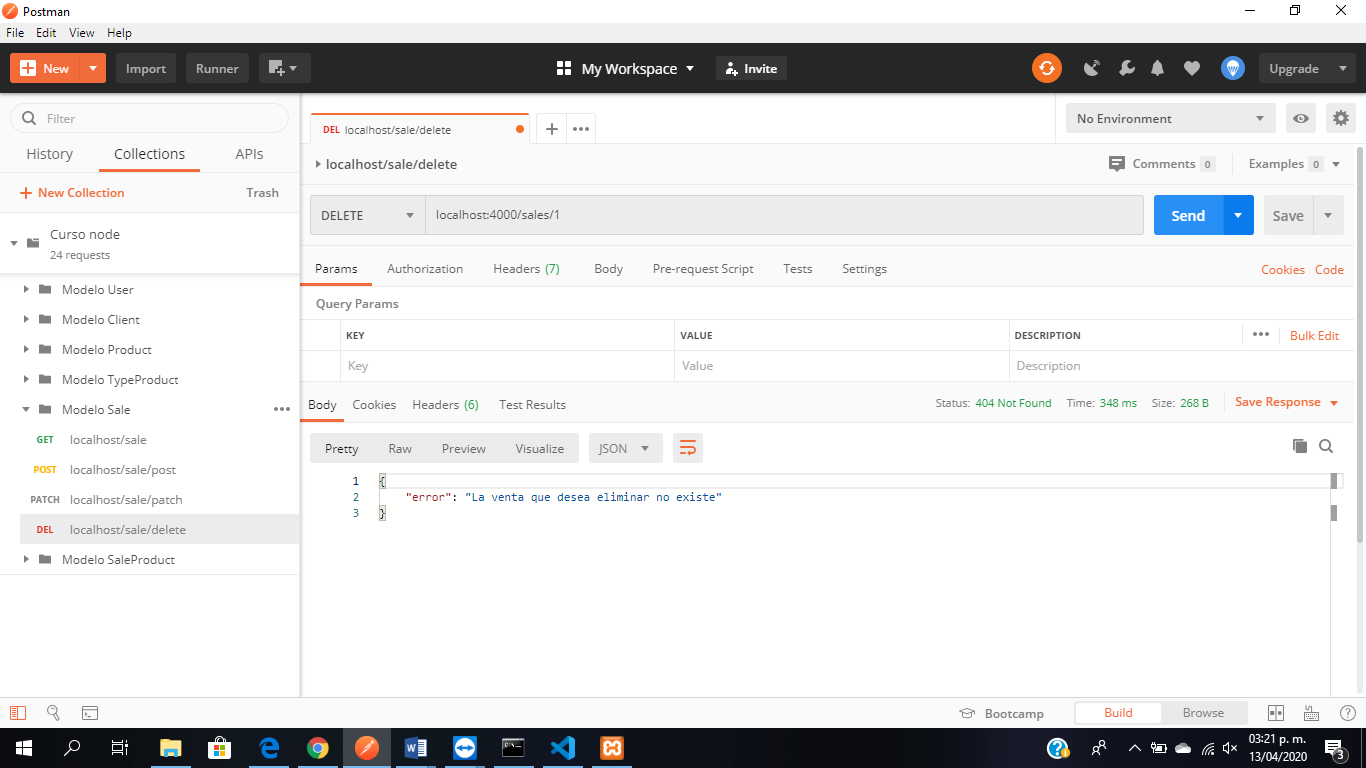 Postman
File Edit View Help
New Import Runner My Workspace Invite Upgrade
Filter
History Collections APIs
New Collection Trash
Curso node
24 requests
Modelo User
Modelo Client
Modelo Product
Modelo TypeProduct
Modelo Sale
GET localhost/sale
POST localhost/sale/post
PATCH localhost/sale/patch
DEL localhost/sale/delete
Modelo SaleProduct
DEL localhost/sale/delete
No Environment
localhost/sale/delete Comments 0 Examples 0
DELETE localhost:4000/sales/1 Send Save
Params Authorization Headers (7) Body Pre-request Script Tests Settings Cookies Code
Query Params
KEY VALUE DESCRIPTION Bulk Edit
Key Value Description
Body Cookies Headers (6) Test Results Status: 404 Not Found Time: 348 ms Size: 268 B Save Response
Pretty Raw Preview Visualize JSON
1 {
2 "error": "La venta que desea eliminar no existe"
3 }
Bootcamp Build Browse
03:21 p. m.
13/04/2020
3